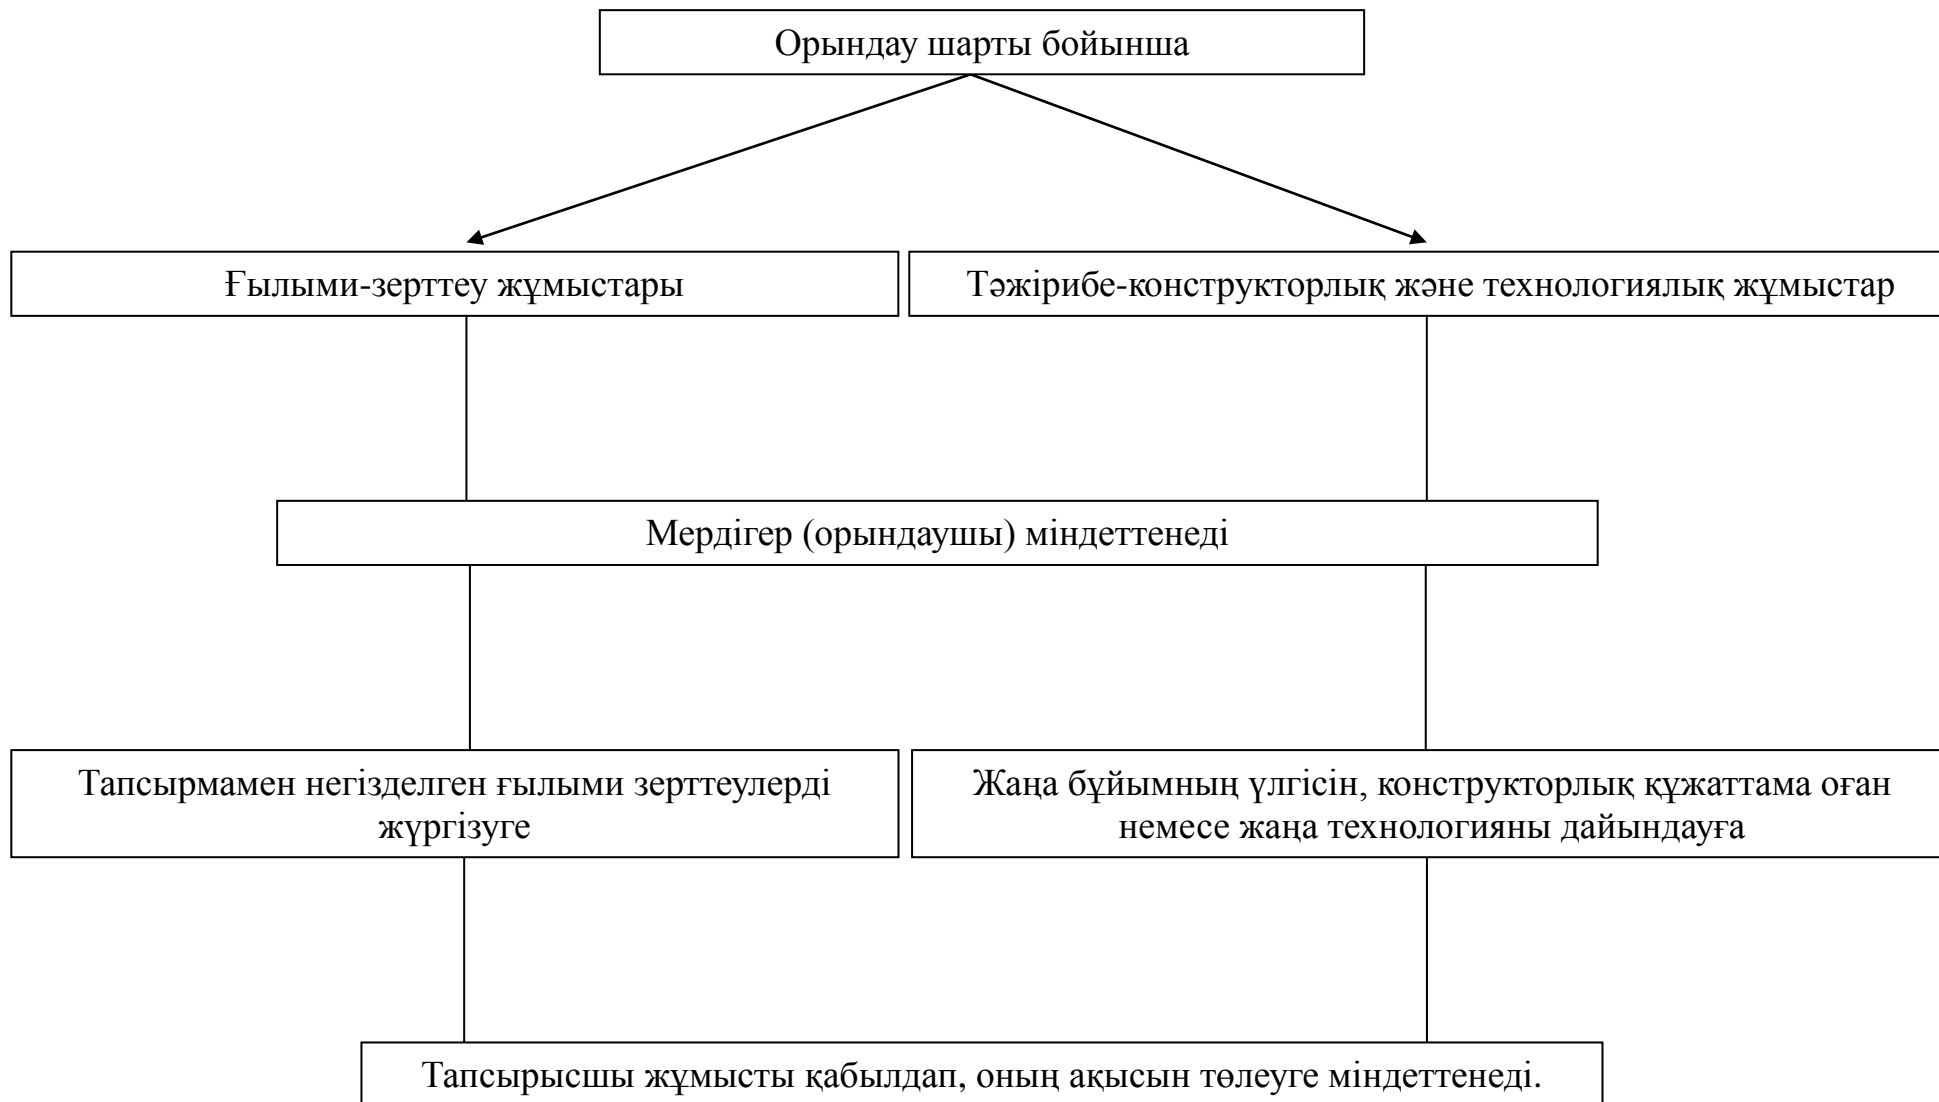 Орындау шарты бойынша
Ғылыми-зерттеу жұмыстары
Тәжірибе-конструкторлық және технологиялық жұмыстар
Мердігер (орындаушы) міндеттенеді
Тапсырмамен негізделген ғылыми зерттеулерді
жүргізуге
Жаңа бұйымның үлгісін, конструкторлық құжаттама оған
немесе жаңа технологияны дайындауға
Тапсырысшы жұмысты қабылдап, оның ақысын төлеуге міндеттенеді.